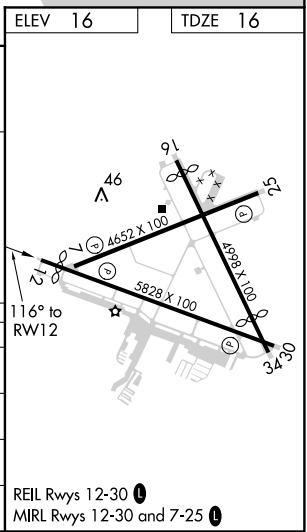 ELEV 16
TDZE 16
16
46
25
P
7
P
4652 X 100
P
4998 X 100
12
5828 X 100
116° to
RW12
P
30
34
REIL Rwys 12-30 L
MIRL Rwys 12-30 and 7-25 L